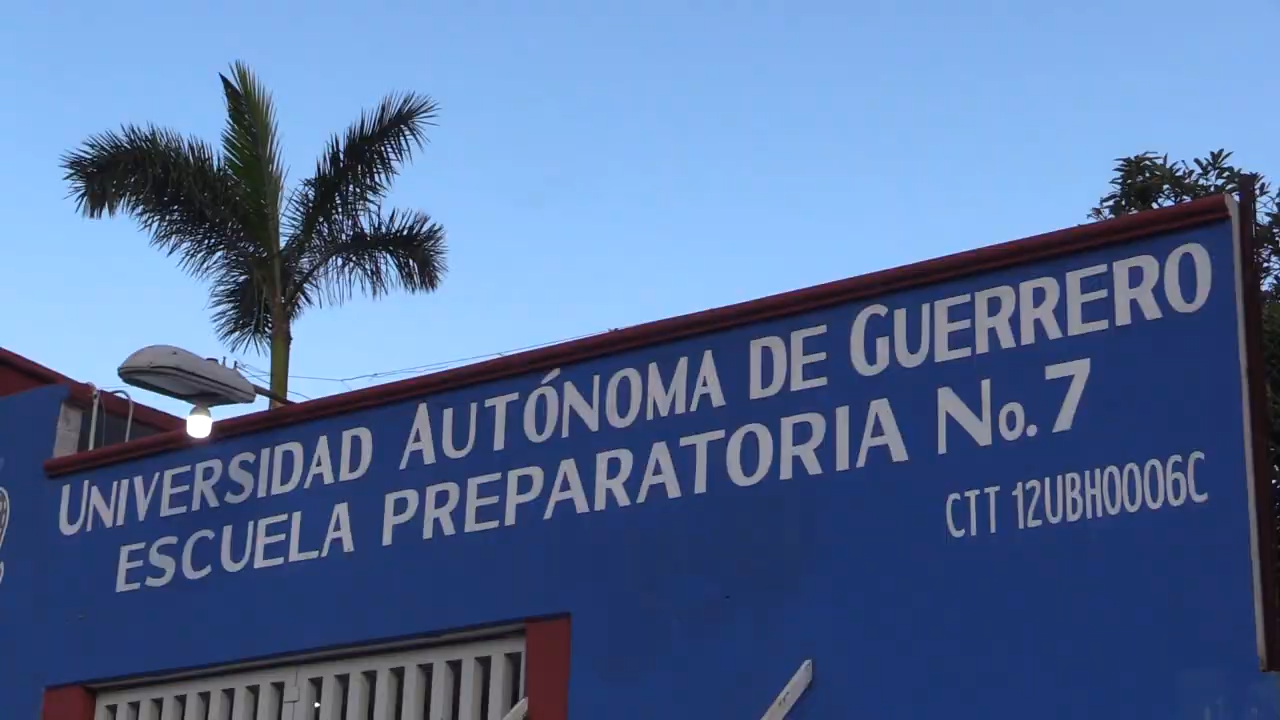 UNIVERSIDAD AUTÓNOMA DE GUERRERO
ESCUELA PREPARATORIA No. 7
CTT 12UBH0006C